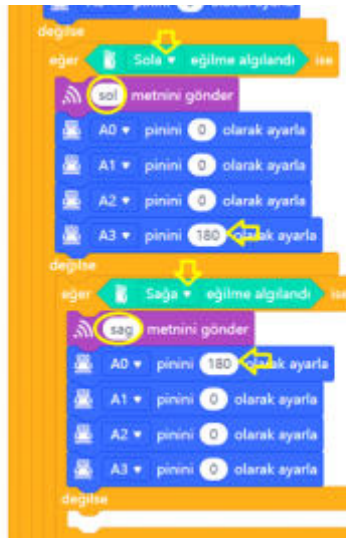 değilse
eğer Sola ▾ eğilme algılandı ise
sol metnini gönder
A0 ▾ pinini 0 olarak ayarla
A1 ▾ pinini 0 olarak ayarla
A2 ▾ pinini 0 olarak ayarla
A3 ▾ pinini 180 olarak ayarla
değilse
eğer Sağa ▾ eğilme algılandı ise
sag metnini gönder
A0 ▾ pinini 180 olarak ayarla
A1 ▾ pinini 0 olarak ayarla
A2 ▾ pinini 0 olarak ayarla
A3 ▾ pinini 0 olarak ayarla
değilse